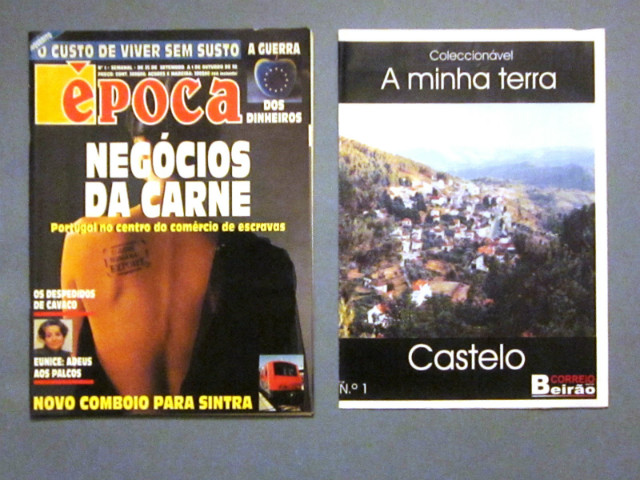 O CUSTO DE VIVER SEM SUSTO
A GUERRA
DOS
DINHEIROS
época
NEGÓCIOS
DA CARNE
Portugal no centro do comércio de escravas
OS DESPEDIDOS
DE CAVACO
EUNICE: ADEUS
AOS PALCOS
NOVO COMBOIO PARA SINTRA
Coleccionável
A minha terra
Castelo
N.º 1
CORREIO
Beirão